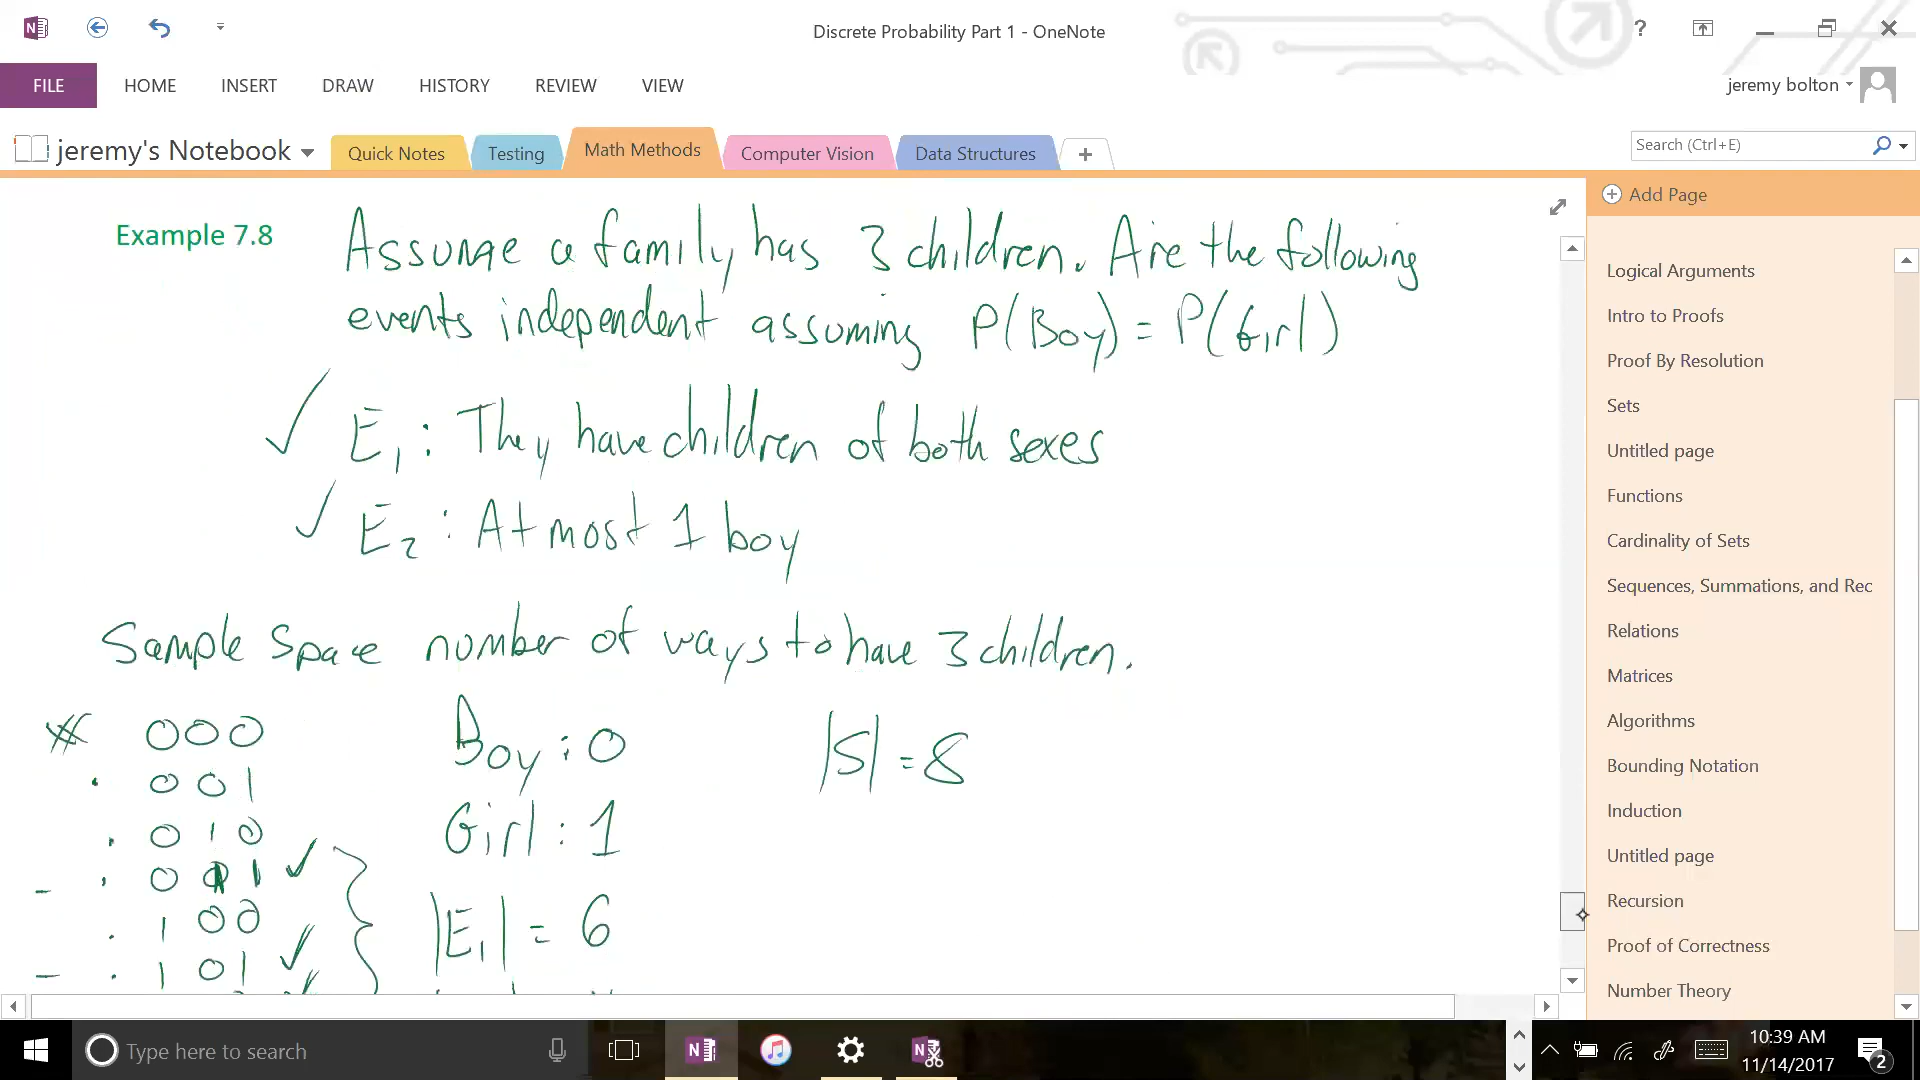 Discrete Probability Part 1 - OneNote
?
FILE HOME INSERT DRAW HISTORY REVIEW VIEW
jeremy bolton
jeremy's Notebook
Quick Notes
Testing
Math Methods
Computer Vision
Data Structures
+
Search (Ctrl+E)
Example 7.8
Assume a family has 3 children. Are the following
events independent assuming P(Boy) = P(Girl)
✓ E₁ : They have children of both sexes
✓ E₂ : At most 1 boy
Sample Space number of ways to have 3 children.
000
· 001
· 010
- · 011 ✓
· 100
- · 101 ✓
Boy : 0
Girl : 1
|E₁| = 6
|S| = 8
Add Page
Logical Arguments
Intro to Proofs
Proof By Resolution
Sets
Untitled page
Functions
Cardinality of Sets
Sequences, Summations, and Rec
Relations
Matrices
Algorithms
Bounding Notation
Induction
Untitled page
Recursion
Proof of Correctness
Number Theory
Type here to search
10:39 AM
11/14/2017
2